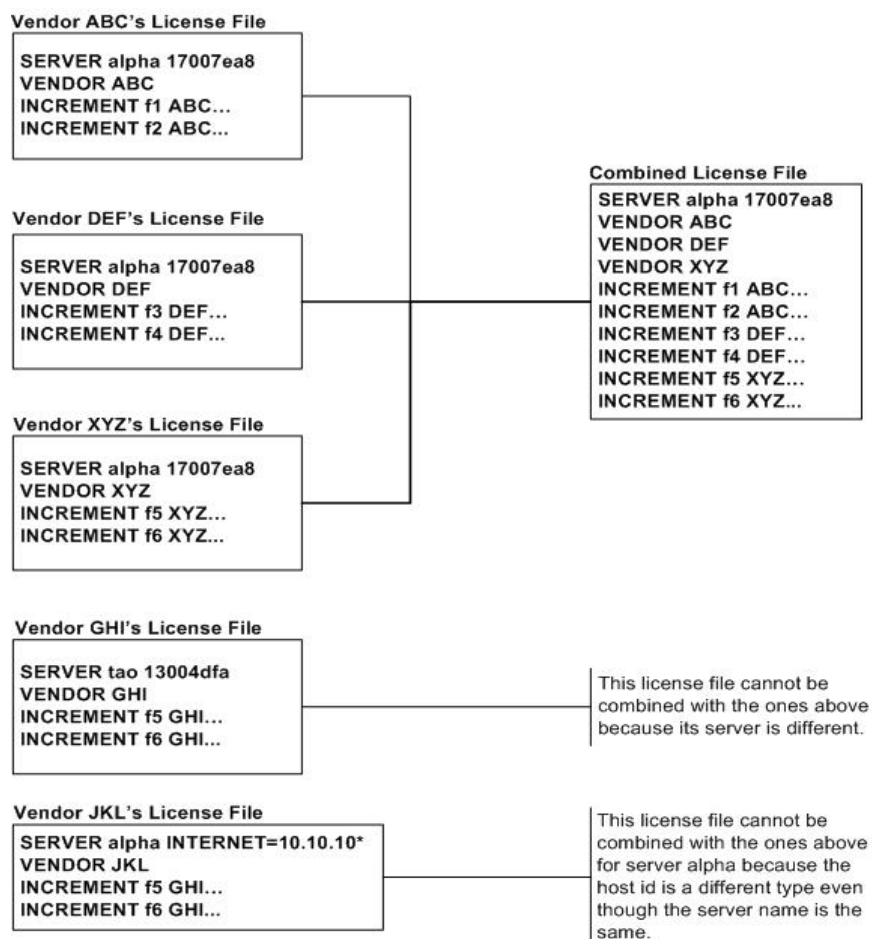 Vendor ABC's License File
SERVER alpha 17007ea8
VENDOR ABC
INCREMENT f1 ABC...
INCREMENT f2 ABC...
Vendor DEF's License File
SERVER alpha 17007ea8
VENDOR DEF
INCREMENT f3 DEF...
INCREMENT f4 DEF...
Vendor XYZ's License File
SERVER alpha 17007ea8
VENDOR XYZ
INCREMENT f5 XYZ...
INCREMENT f6 XYZ...
Combined License File
SERVER alpha 17007ea8
VENDOR ABC
VENDOR DEF
VENDOR XYZ
INCREMENT f1 ABC...
INCREMENT f2 ABC...
INCREMENT f3 DEF...
INCREMENT f4 DEF...
INCREMENT f5 XYZ...
INCREMENT f6 XYZ...
Vendor GHI's License File
SERVER tao 13004dfa
VENDOR GHI
INCREMENT f5 GHI...
INCREMENT f6 GHI...
This license file cannot be
combined with the ones above
because its server is different.
Vendor JKL's License File
SERVER alpha INTERNET=10.10.10*
VENDOR JKL
INCREMENT f5 GHI...
INCREMENT f6 GHI...
This license file cannot be
combined with the ones above
for server alpha because the
host id is a different type even
though the server name is the
same.